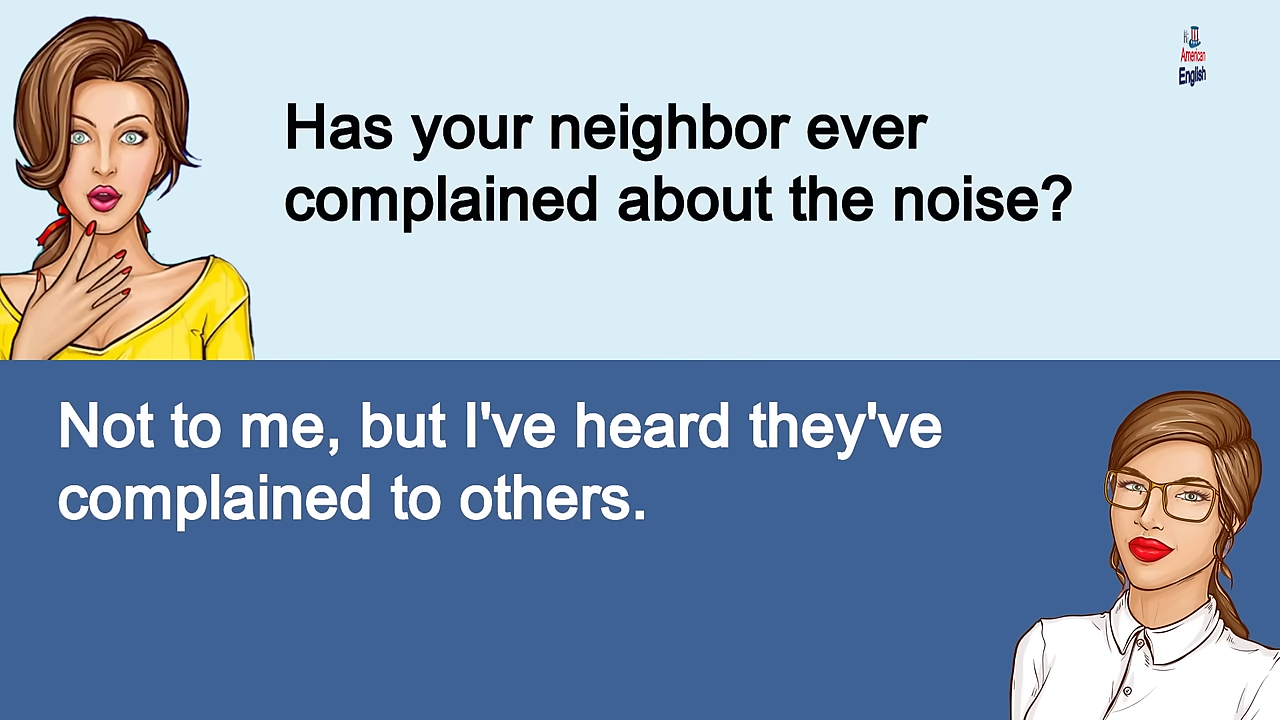 Hi
American
English
Has your neighbor ever
complained about the noise?
Not to me, but I've heard they've
complained to others.